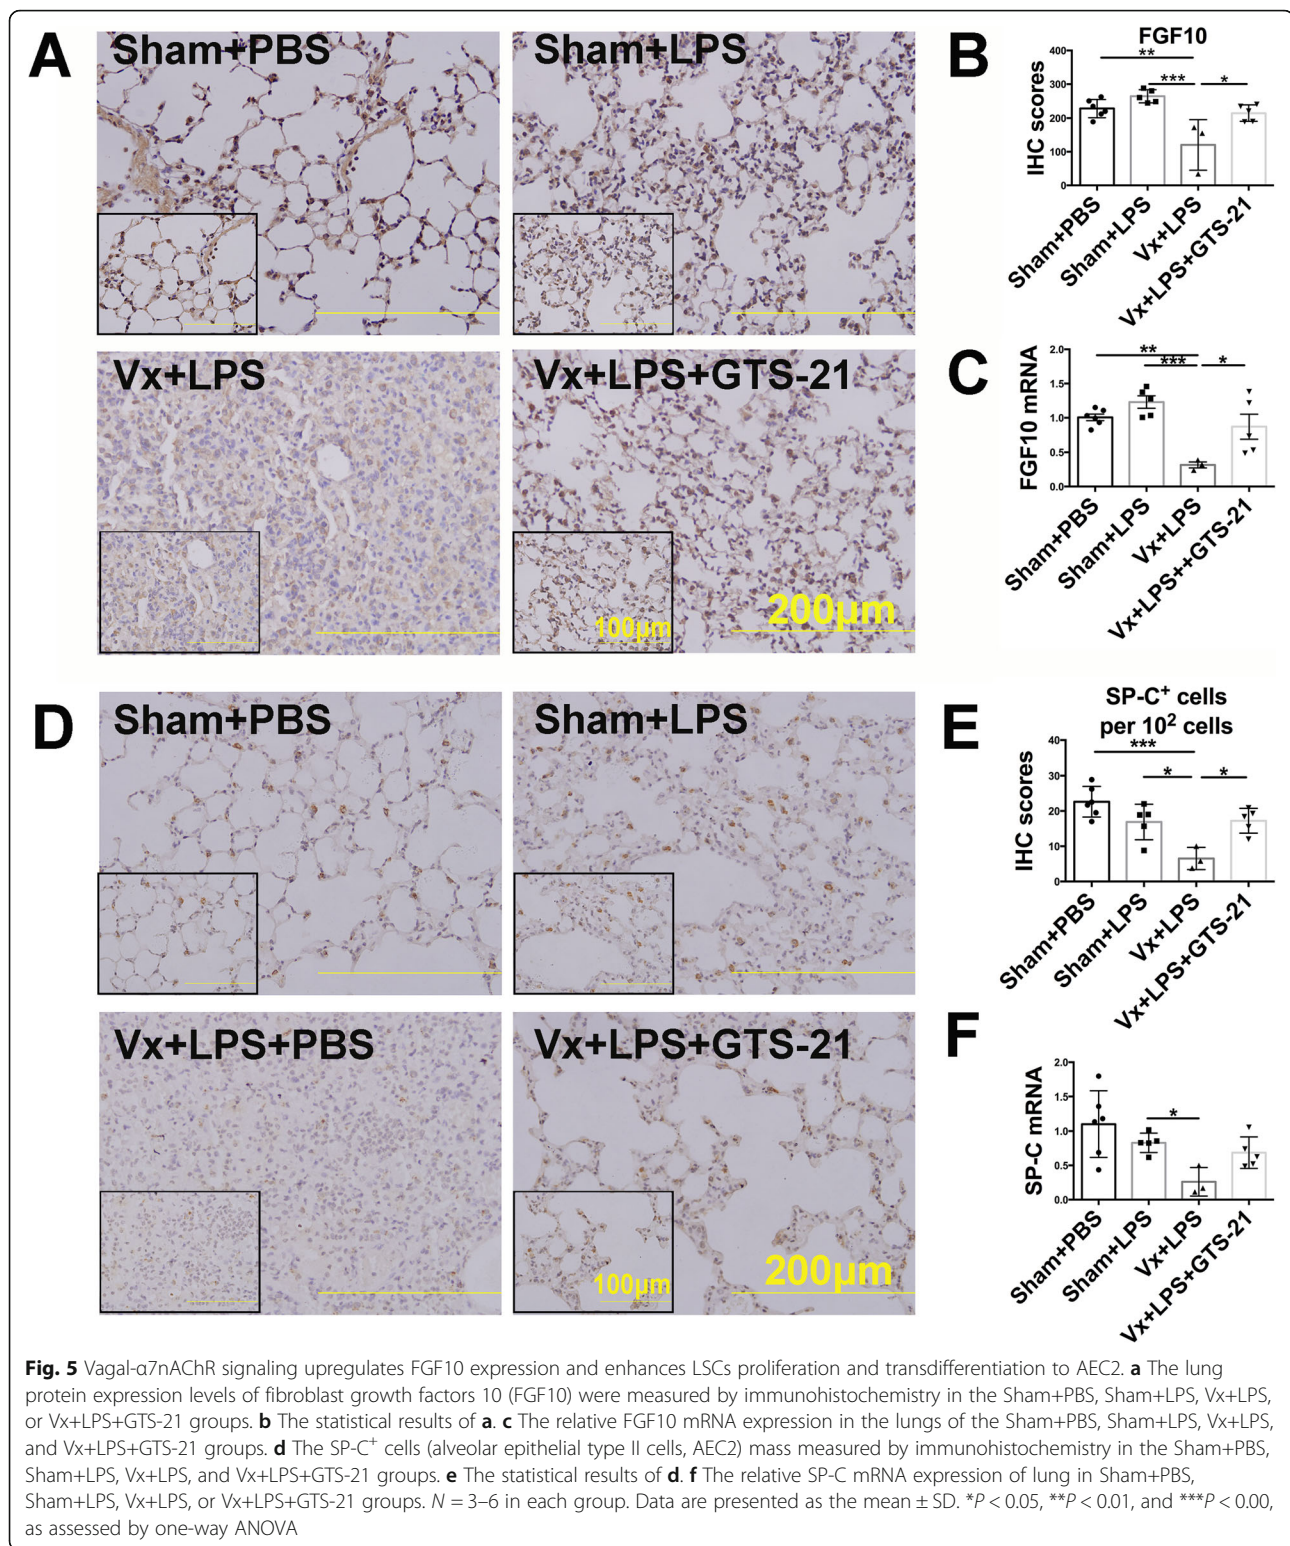 A
Sham+PBS
Sham+LPS
Vx+LPS
Vx+LPS+GTS-21
200µm
100µm
B
FGF10
IHC scores
400
300
200
100
0
**
***
*
Sham+PBS
Sham+LPS
Vx+LPS
Vx+LPS+GTS-21
C
FGF10 mRNA
2.0
1.5
1.0
0.5
0.0
**
***
*
Sham+PBS
Sham+LPS
Vx+LPS
Vx+LPS++GTS-21
D
Sham+PBS
Sham+LPS
Vx+LPS+PBS
Vx+LPS+GTS-21
200µm
100µm
E
SP-C⁺ cells
per 10² cells
IHC scores
40
30
20
10
0
***
*
*
Sham+PBS
Sham+LPS
Vx+LPS
Vx+LPS+GTS-21
F
SP-C mRNA
2.0
1.5
1.0
0.5
0.0
*
Sham+PBS
Sham+LPS
Vx+LPS
Vx+LPS+GTS-21
Fig. 5 Vagal-α7nAChR signaling upregulates FGF10 expression and enhances LSCs proliferation and transdifferentiation to AEC2. a The lung
protein expression levels of fibroblast growth factors 10 (FGF10) were measured by immunohistochemistry in the Sham+PBS, Sham+LPS, Vx+LPS,
or Vx+LPS+GTS-21 groups. b The statistical results of a. c The relative FGF10 mRNA expression in the lungs of the Sham+PBS, Sham+LPS, Vx+LPS,
and Vx+LPS+GTS-21 groups. d The SP-C⁺ cells (alveolar epithelial type II cells, AEC2) mass measured by immunohistochemistry in the Sham+PBS,
Sham+LPS, Vx+LPS, and Vx+LPS+GTS-21 groups. e The statistical results of d. f The relative SP-C mRNA expression of lung in Sham+PBS,
Sham+LPS, Vx+LPS, or Vx+LPS+GTS-21 groups. N = 3–6 in each group. Data are presented as the mean ± SD. *P < 0.05, **P < 0.01, and ***P < 0.00,
as assessed by one-way ANOVA